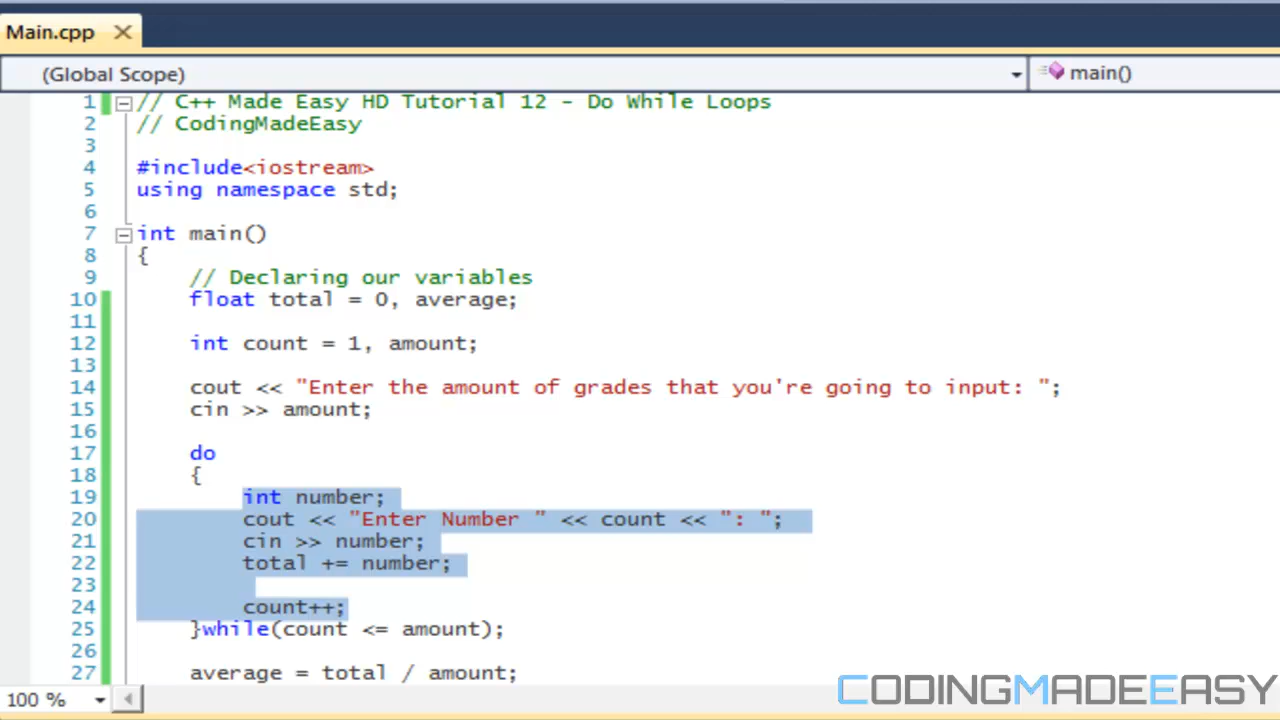 Main.cpp
(Global Scope) main()
1 // C++ Made Easy HD Tutorial 12 - Do While Loops
2 // CodingMadeEasy
3
4 #include<iostream>
5 using namespace std;
6
7 int main()
8 {
9 // Declaring our variables
10 float total = 0, average;
11
12 int count = 1, amount;
13
14 cout << "Enter the amount of grades that you're going to input: ";
15 cin >> amount;
16
17 do
18 {
19 int number;
20 cout << "Enter Number " << count << ": ";
21 cin >> number;
22 total += number;
23
24 count++;
25 }while(count <= amount);
26
27 average = total / amount;
100 %
CODINGMADEEASY